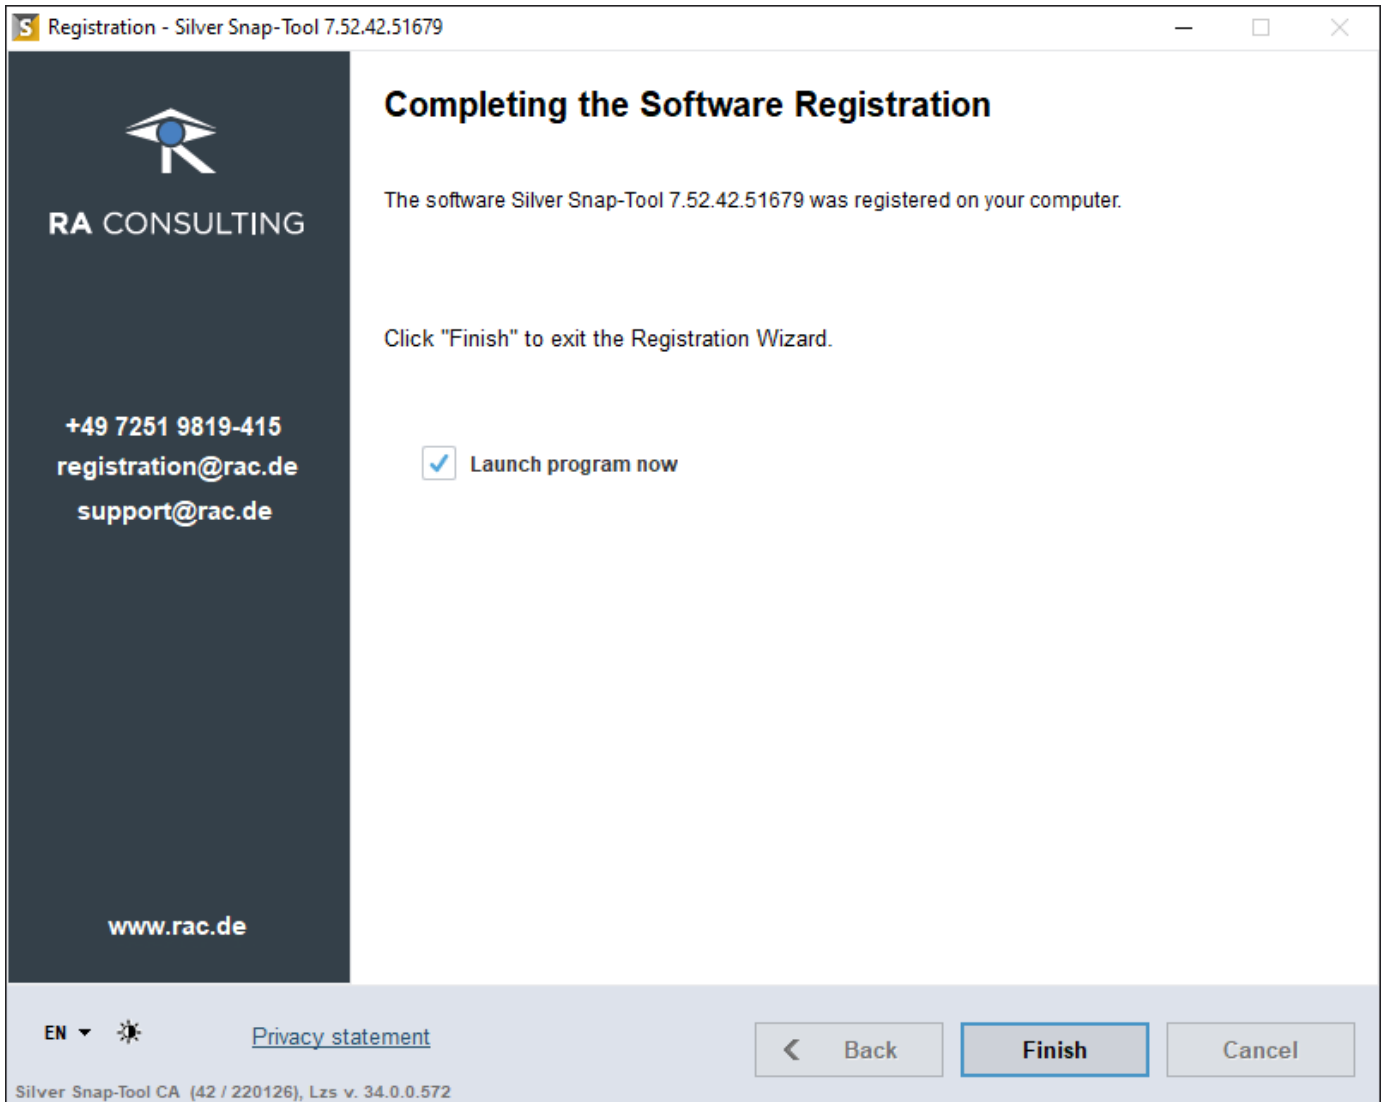 Registration - Silver Snap-Tool 7.52.42.51679
RA CONSULTING
+49 7251 9819-415
registration@rac.de
support@rac.de
www.rac.de
Completing the Software Registration
The software Silver Snap-Tool 7.52.42.51679 was registered on your computer.
Click "Finish" to exit the Registration Wizard.
Launch program now
EN
Privacy statement
Back
Finish
Cancel
Silver Snap-Tool CA (42 / 220126), Lzs v. 34.0.0.572